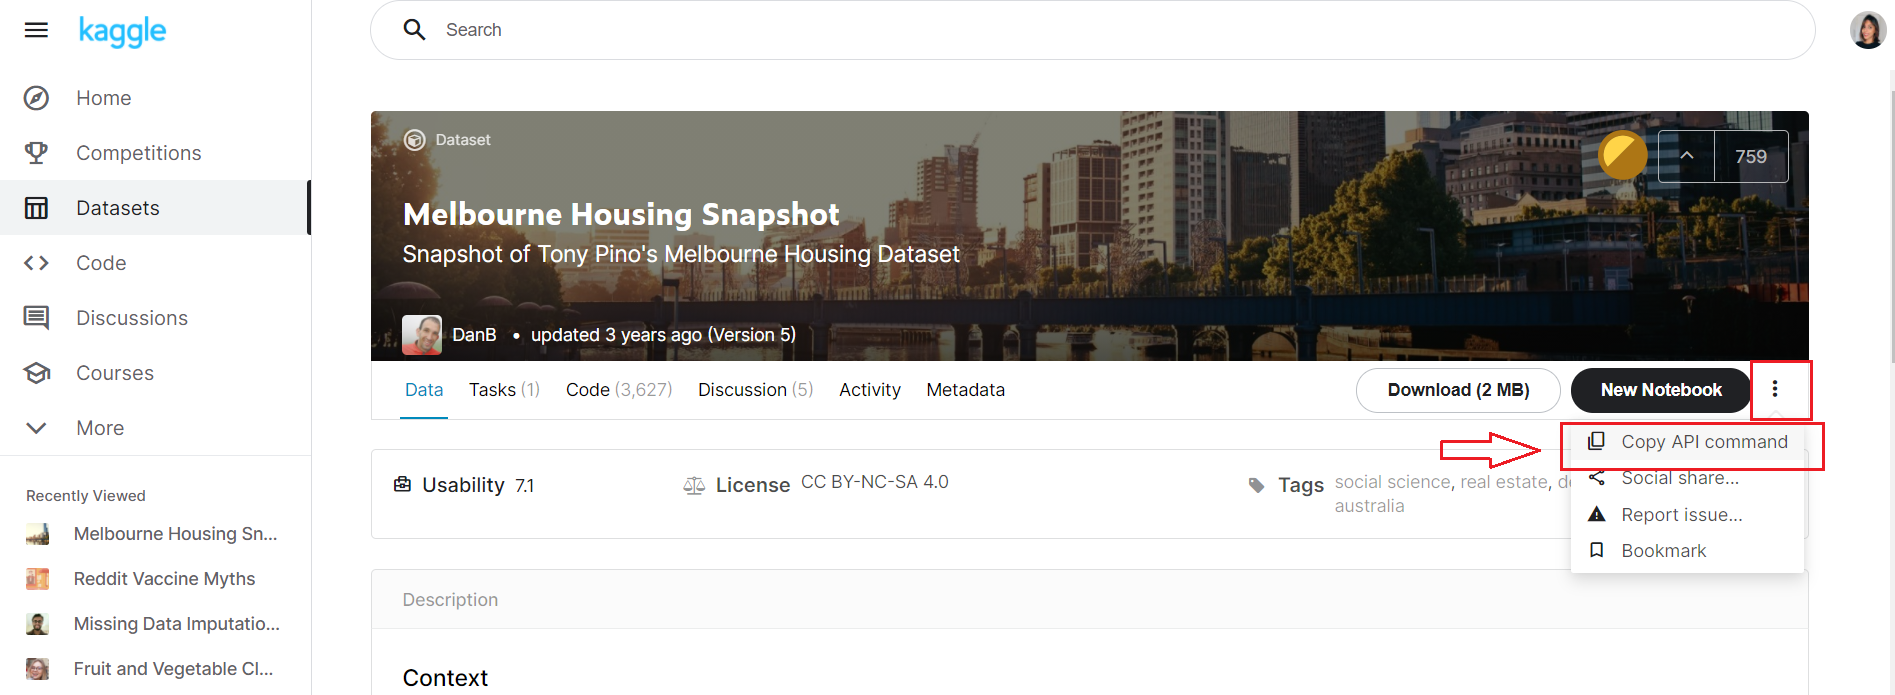 kaggle
Search
Home
Competitions
Datasets
Code
Discussions
Courses
More
Recently Viewed
Melbourne Housing Sn...
Reddit Vaccine Myths
Missing Data Imputatio...
Fruit and Vegetable Cl...
Dataset
759
Melbourne Housing Snapshot
Snapshot of Tony Pino's Melbourne Housing Dataset
DanB • updated 3 years ago (Version 5)
Data Tasks (1) Code (3,627) Discussion (5) Activity Metadata
Download (2 MB) New Notebook
Copy API command
Social share...
Report issue...
Bookmark
Usability 7.1
License CC BY-NC-SA 4.0
Tags social science, real estate,
australia
Description
Context